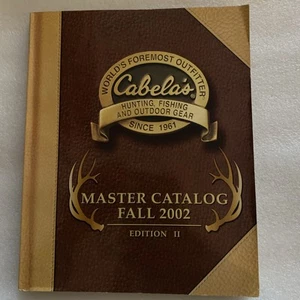 WORLD'S FOREMOST OUTFITTER
Cabela's®
HUNTING, FISHING
AND OUTDOOR GEAR
SINCE 1961
MASTER CATALOG
FALL 2002
EDITION II